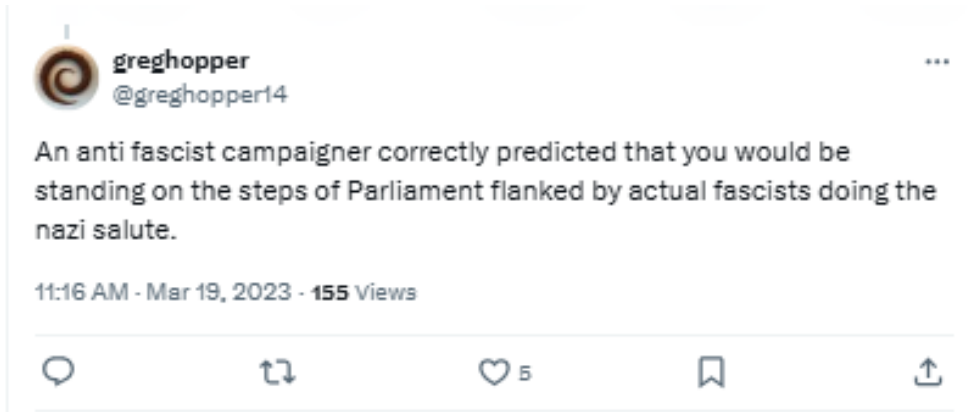 greghopper
@greghopper14
An anti fascist campaigner correctly predicted that you would be
standing on the steps of Parliament flanked by actual fascists doing the
nazi salute.
11:16 AM · Mar 19, 2023 · 155 Views
5